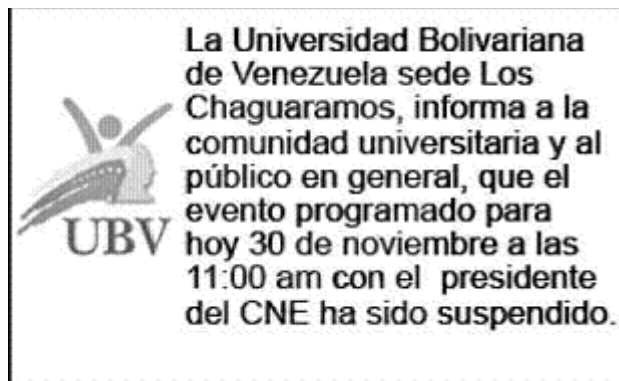 La Universidad Bolivariana
de Venezuela sede Los
Chaguaramos, informa a la
comunidad universitaria y al
público en general, que el
evento programado para
hoy 30 de noviembre a las
11:00 am con el presidente
del CNE ha sido suspendido.
UBV